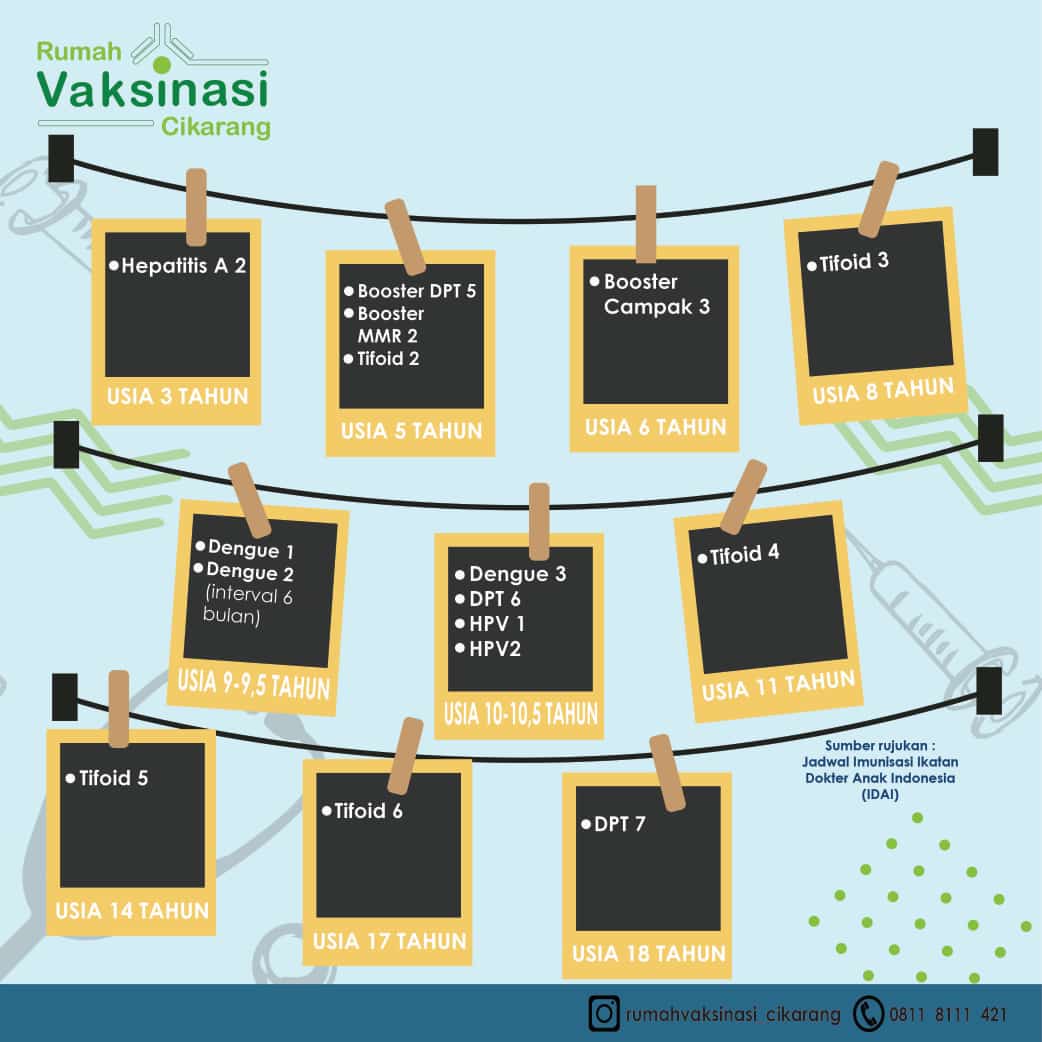 Rumah
Vaksinasi
Cikarang
Hepatitis A 2
USIA 3 TAHUN
Booster DPT 5
Booster
MMR 2
Tifoid 2
USIA 5 TAHUN
Booster
Campak 3
USIA 6 TAHUN
Tifoid 3
USIA 8 TAHUN
Dengue 1
Dengue 2
(interval 6
bulan)
USIA 9-9,5 TAHUN
Dengue 3
DPT 6
HPV 1
HPV2
USIA 10-10,5 TAHUN
Tifoid 4
USIA 11 TAHUN
Tifoid 5
USIA 14 TAHUN
Tifoid 6
USIA 17 TAHUN
DPT 7
USIA 18 TAHUN
Sumber rujukan :
Jadwal Imunisasi Ikatan
Dokter Anak Indonesia
(IDAI)
rumahvaksinasi_cikarang
0811 8111 421